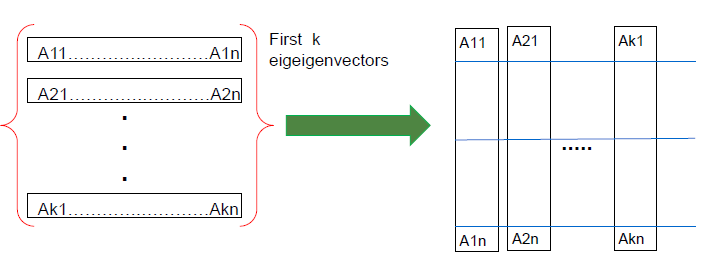 A11………………………A1n
A21………………………A2n
.
.
.
Ak1………………………Akn
First k
eigeigenvectors
A11 A21 Ak1
.....
A1n A2n Akn